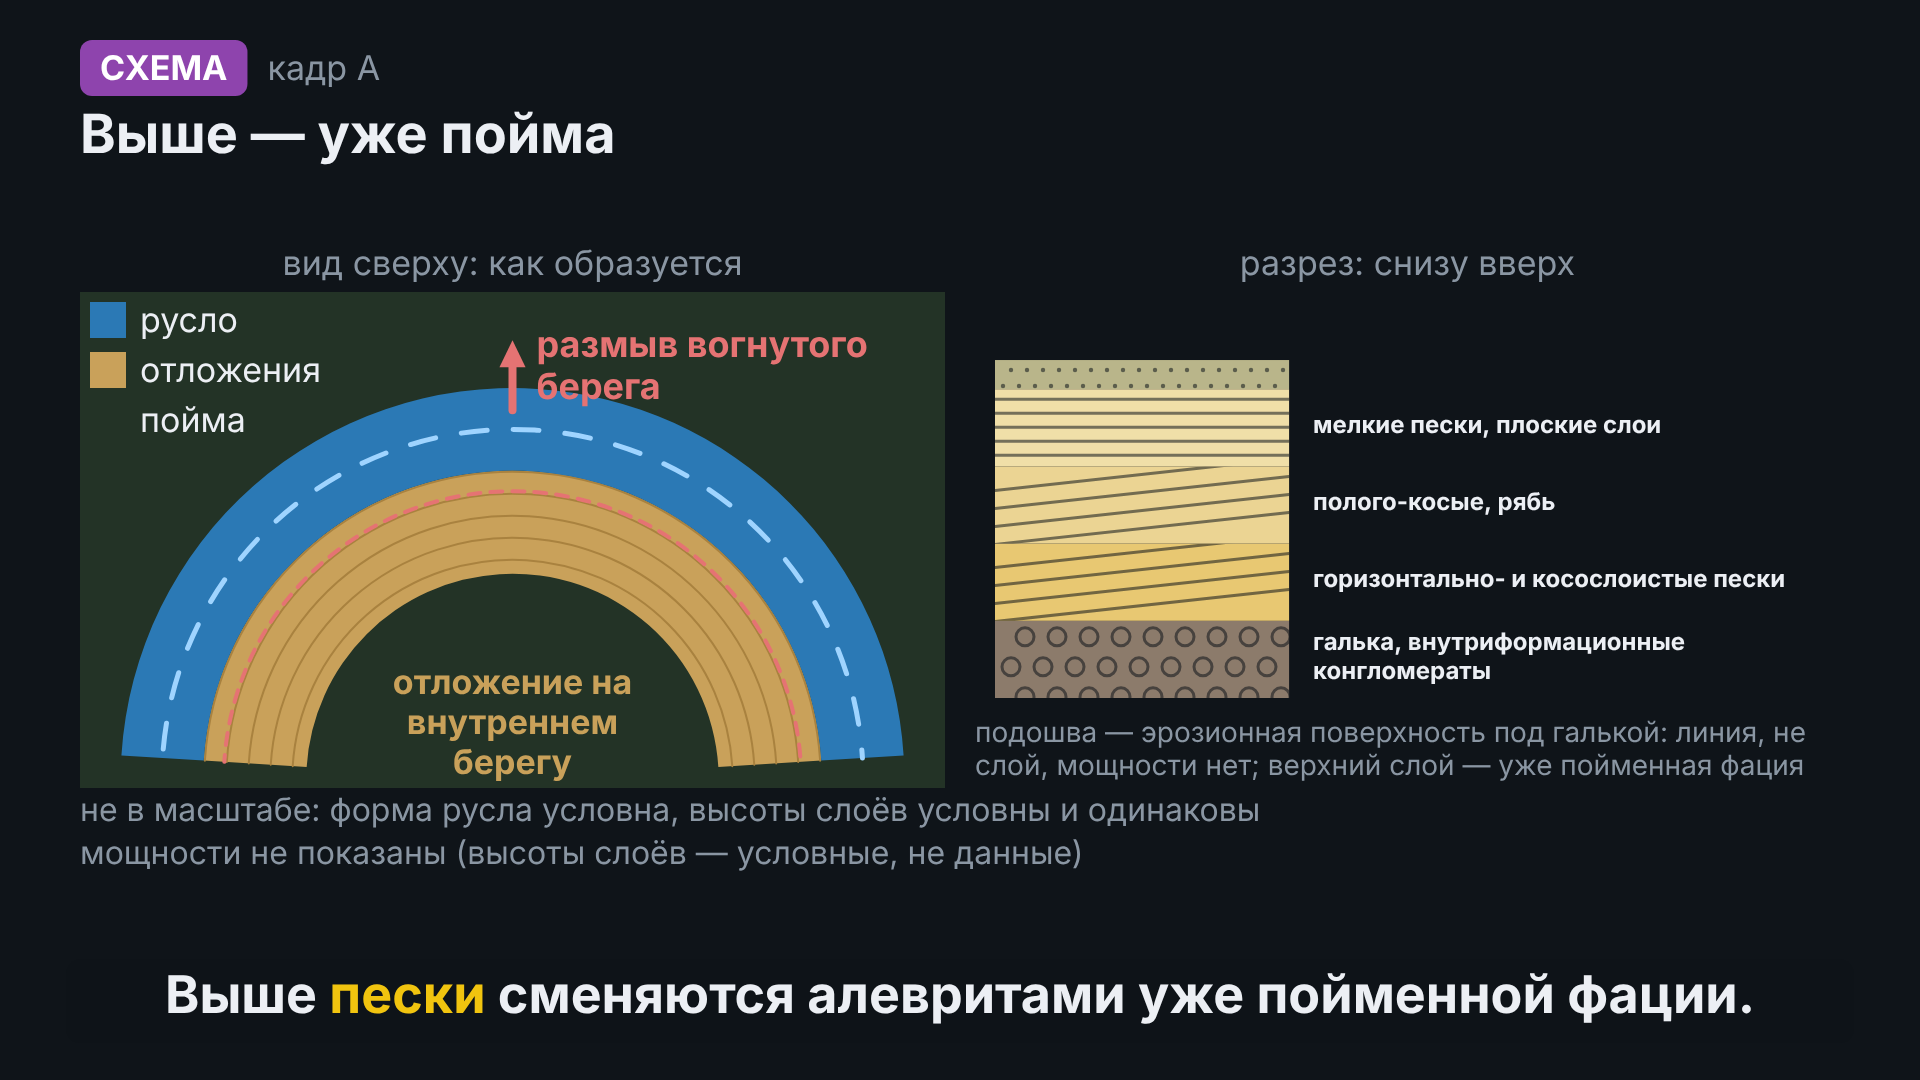 СХЕМА кадр А
Выше — уже пойма
вид сверху: как образуется
русло
отложения
пойма
размыв вогнутого
берега
отложение на
внутреннем
берегу
разрез: снизу вверх
мелкие пески, плоские слои
полого-косые, рябь
горизонтально- и косослоистые пески
галька, внутриформационные
конгломераты
подошва — эрозионная поверхность под галькой: линия, не
слой, мощности нет; верхний слой — уже пойменная фация
не в масштабе: форма русла условна, высоты слоёв условны и одинаковы
мощности не показаны (высоты слоёв — условные, не данные)
Выше пески сменяются алевритами уже пойменной фации.